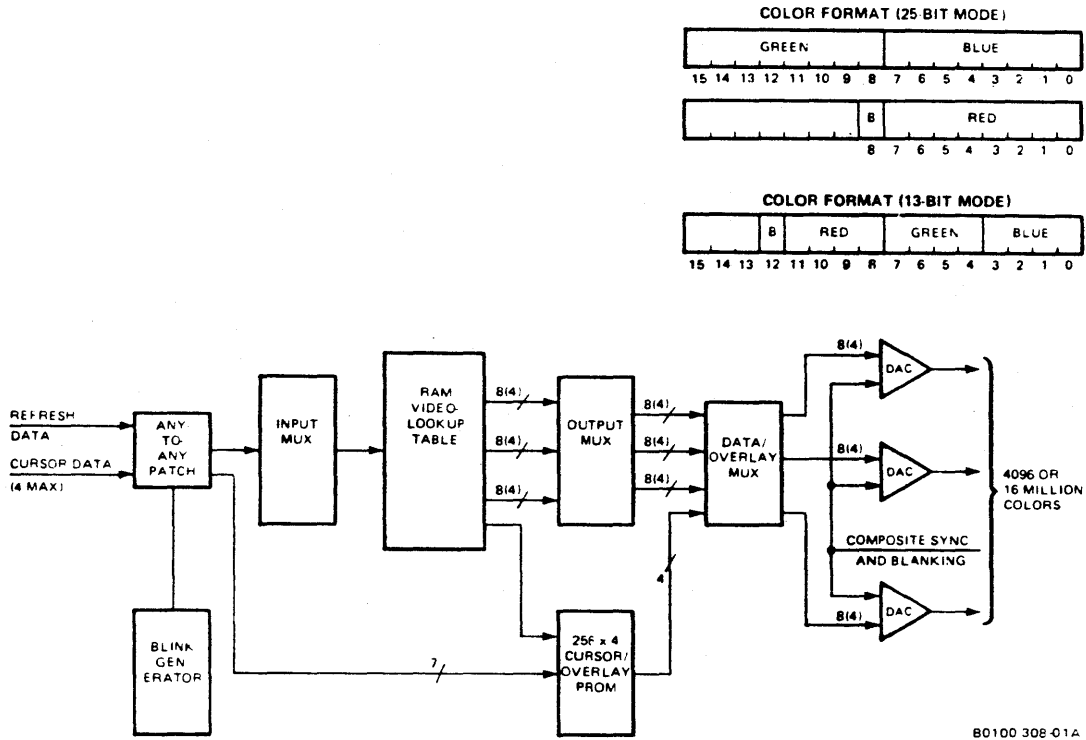 COLOR FORMAT (25-BIT MODE)
GREEN BLUE
15 14 13 12 11 10 9 8 7 6 5 4 3 2 1 0
B RED
8 7 6 5 4 3 2 1 0
COLOR FORMAT (13-BIT MODE)
B RED GREEN BLUE
15 14 13 12 11 10 9 8 7 6 5 4 3 2 1 0
REFRESH
DATA
CURSOR DATA
(4 MAX)
ANY-
TO-
ANY
PATCH
INPUT
MUX
RAM
VIDEO-
LOOKUP
TABLE
8(4)
8(4)
8(4)
OUTPUT
MUX
8(4)
8(4)
8(4)
DATA/
OVERLAY
MUX
8(4)
DAC
8(4)
DAC
COMPOSITE SYNC
AND BLANKING
8(4)
DAC
4096 OR
16 MILLION
COLORS
4
BLINK
GEN
ERATOR
7
256 x 4
CURSOR/
OVERLAY
PROM
B0100 308-01A